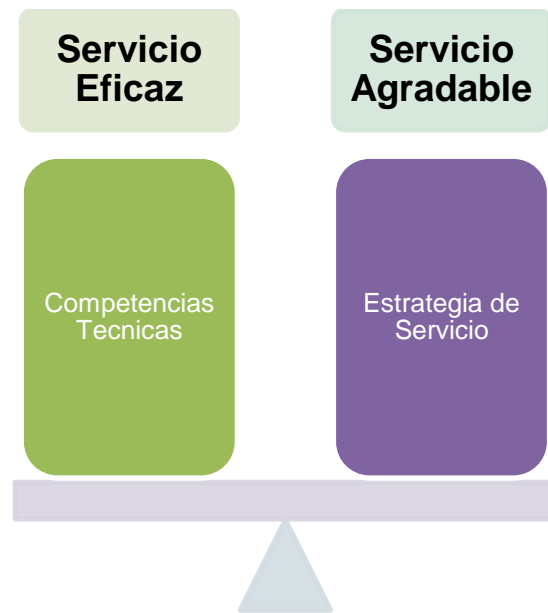 Servicio
Eficaz
Servicio
Agradable
Competencias
Tecnicas
Estrategia de
Servicio